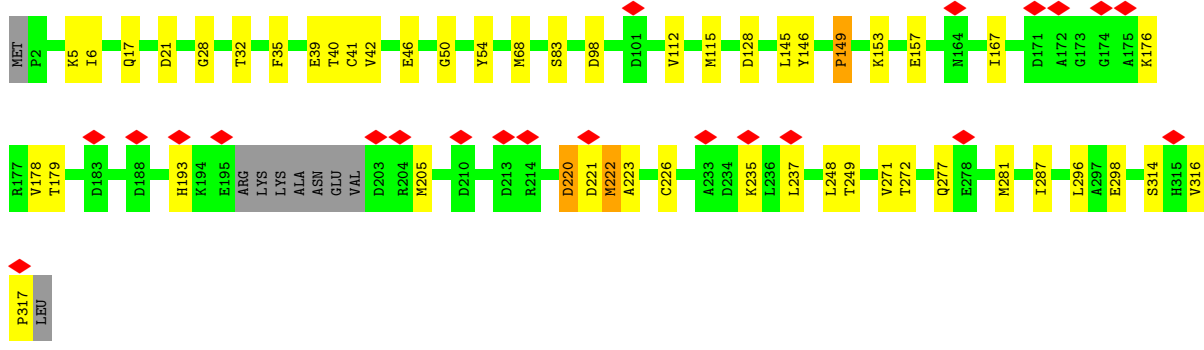 MET P2 K5 I6 Q17 D21 G28 T32 F35 E39 T40 C41 V42 E46 G50 Y54 M68 S83 D98 D101 V112 M115 D128 L145 Y146 P149 K153 E157 N164 I167 D171 A172 G173 G174 A175 K176
R177 V178 T179 D183 D188 H193 K194 E195 ARG LYS LYS ALA ASN GLU VAL D203 R204 M205 D210 D213 R214 D220 D221 M222 A223 C226 A233 D234 K235 L236 L237 L248 T249 V271 T272 Q277 E278 M281 I287 L296 A297 E298 S314 H315 V316
P317 LEU